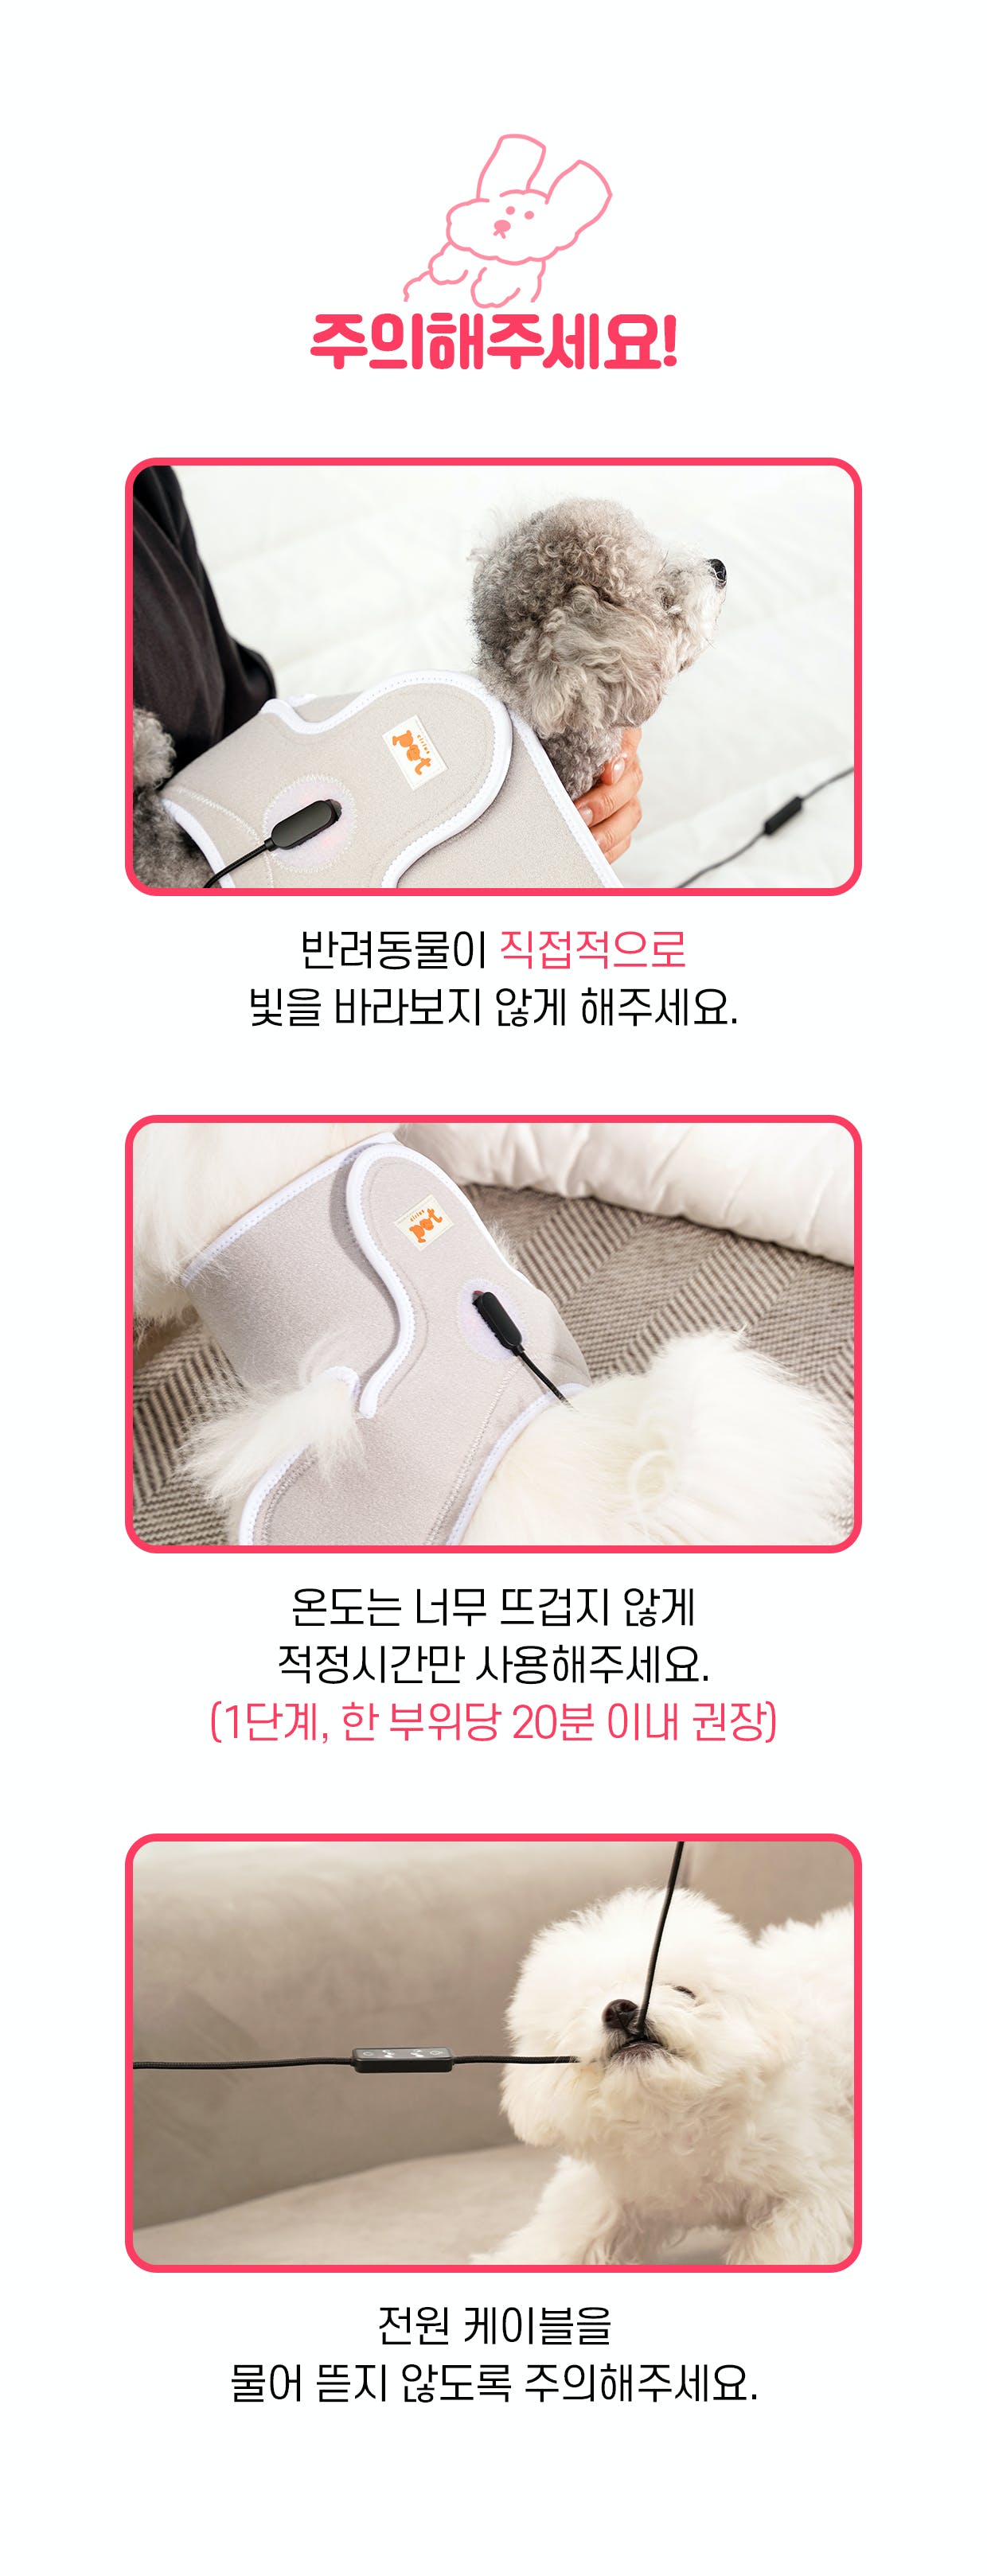 주의해주세요!
pet
반려동물이 직접적으로
빛을 바라보지 않게 해주세요.
pet
온도는 너무 뜨겁지 않게
적정시간만 사용해주세요.
(1단계, 한 부위당 20분 이내 권장)
전원 케이블을
물어 뜯지 않도록 주의해주세요.